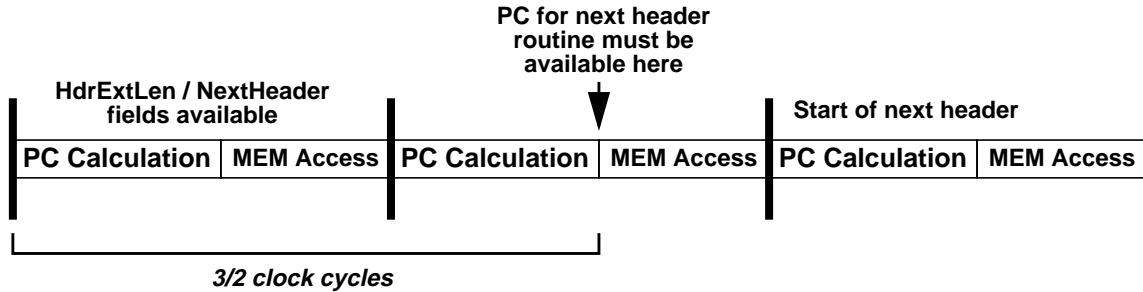 PC for next header
routine must be
available here
HdrExtLen / NextHeader
fields available
Start of next header
PC Calculation MEM Access PC Calculation MEM Access PC Calculation MEM Access
3/2 clock cycles